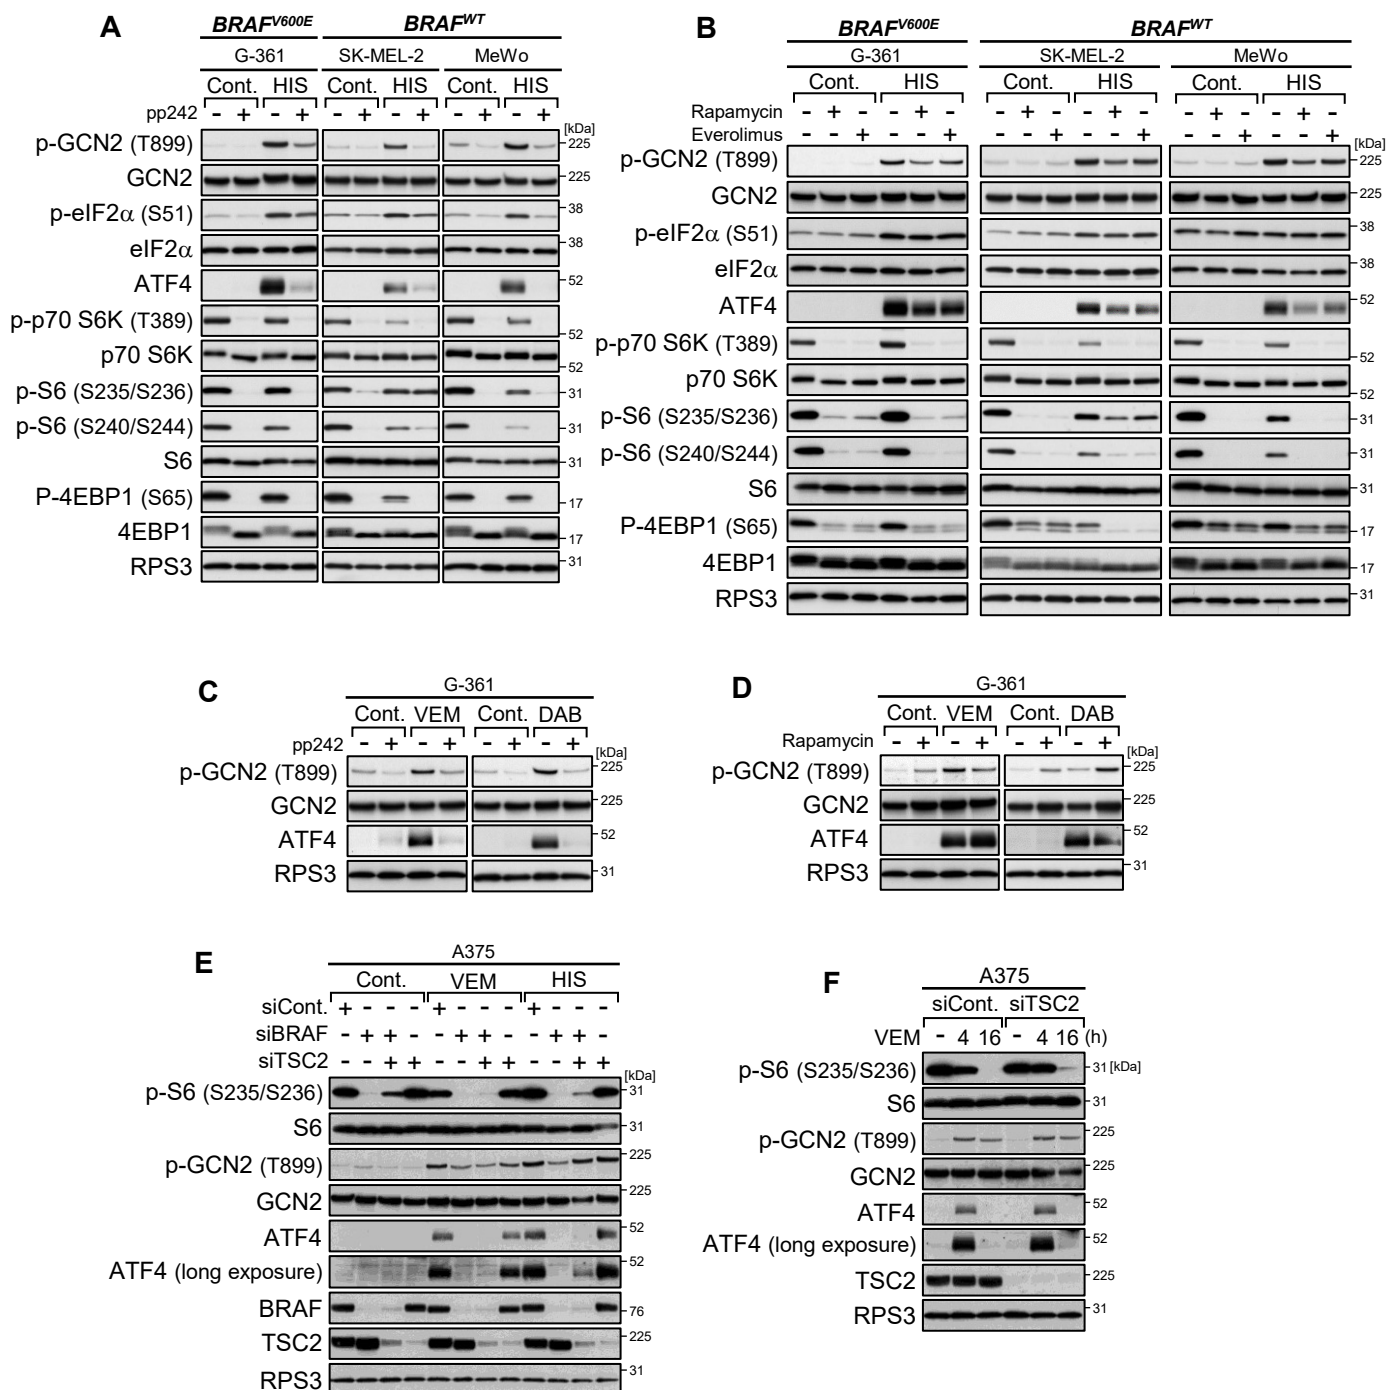 A
BRAFV600E BRAFWT
G-361 SK-MEL-2 MeWo
Cont. HIS Cont. HIS Cont. HIS
pp242 - + - + - + - + - + - +
[kDa]
p-GCN2 (T899) 225
GCN2 225
p-eIF2α (S51) 38
eIF2α 38
ATF4 52
p-p70 S6K (T389) 52
p70 S6K 52
p-S6 (S235/S236) 31
p-S6 (S240/S244) 31
S6 31
P-4EBP1 (S65) 17
4EBP1 17
RPS3 31
B
BRAFV600E BRAFWT
G-361 SK-MEL-2 MeWo
Cont. HIS Cont. HIS Cont. HIS
Rapamycin - + - - + - - + - - + - - + - - + -
Everolimus - - + - - + - - + - - + - - + - - +
[kDa]
p-GCN2 (T899) 225
GCN2 225
p-eIF2α (S51) 38
eIF2α 38
ATF4 52
p-p70 S6K (T389) 52
p70 S6K 52
p-S6 (S235/S236) 31
p-S6 (S240/S244) 31
S6 31
P-4EBP1 (S65) 17
4EBP1 17
RPS3 31
C
G-361
Cont. VEM Cont. DAB
pp242 - + - + - + - +
[kDa]
p-GCN2 (T899) 225
GCN2 225
ATF4 52
RPS3 31
D
G-361
Cont. VEM Cont. DAB
Rapamycin - + - + - + - +
[kDa]
p-GCN2 (T899) 225
GCN2 225
ATF4 52
RPS3 31
E
A375
Cont. VEM HIS
siCont. + - - - + - - - + - - -
siBRAF - + + - - + + - - + + -
siTSC2 - - + + - - + + - - + +
[kDa]
p-S6 (S235/S236) 31
S6 31
p-GCN2 (T899) 225
GCN2 225
ATF4 52
ATF4 (long exposure) 52
BRAF 76
TSC2 225
RPS3 31
F
A375
siCont. siTSC2
VEM - 4 16 - 4 16 (h)
p-S6 (S235/S236) 31 [kDa]
S6 31
p-GCN2 (T899) 225
GCN2 225
ATF4 52
ATF4 (long exposure) 52
TSC2 225
RPS3 31